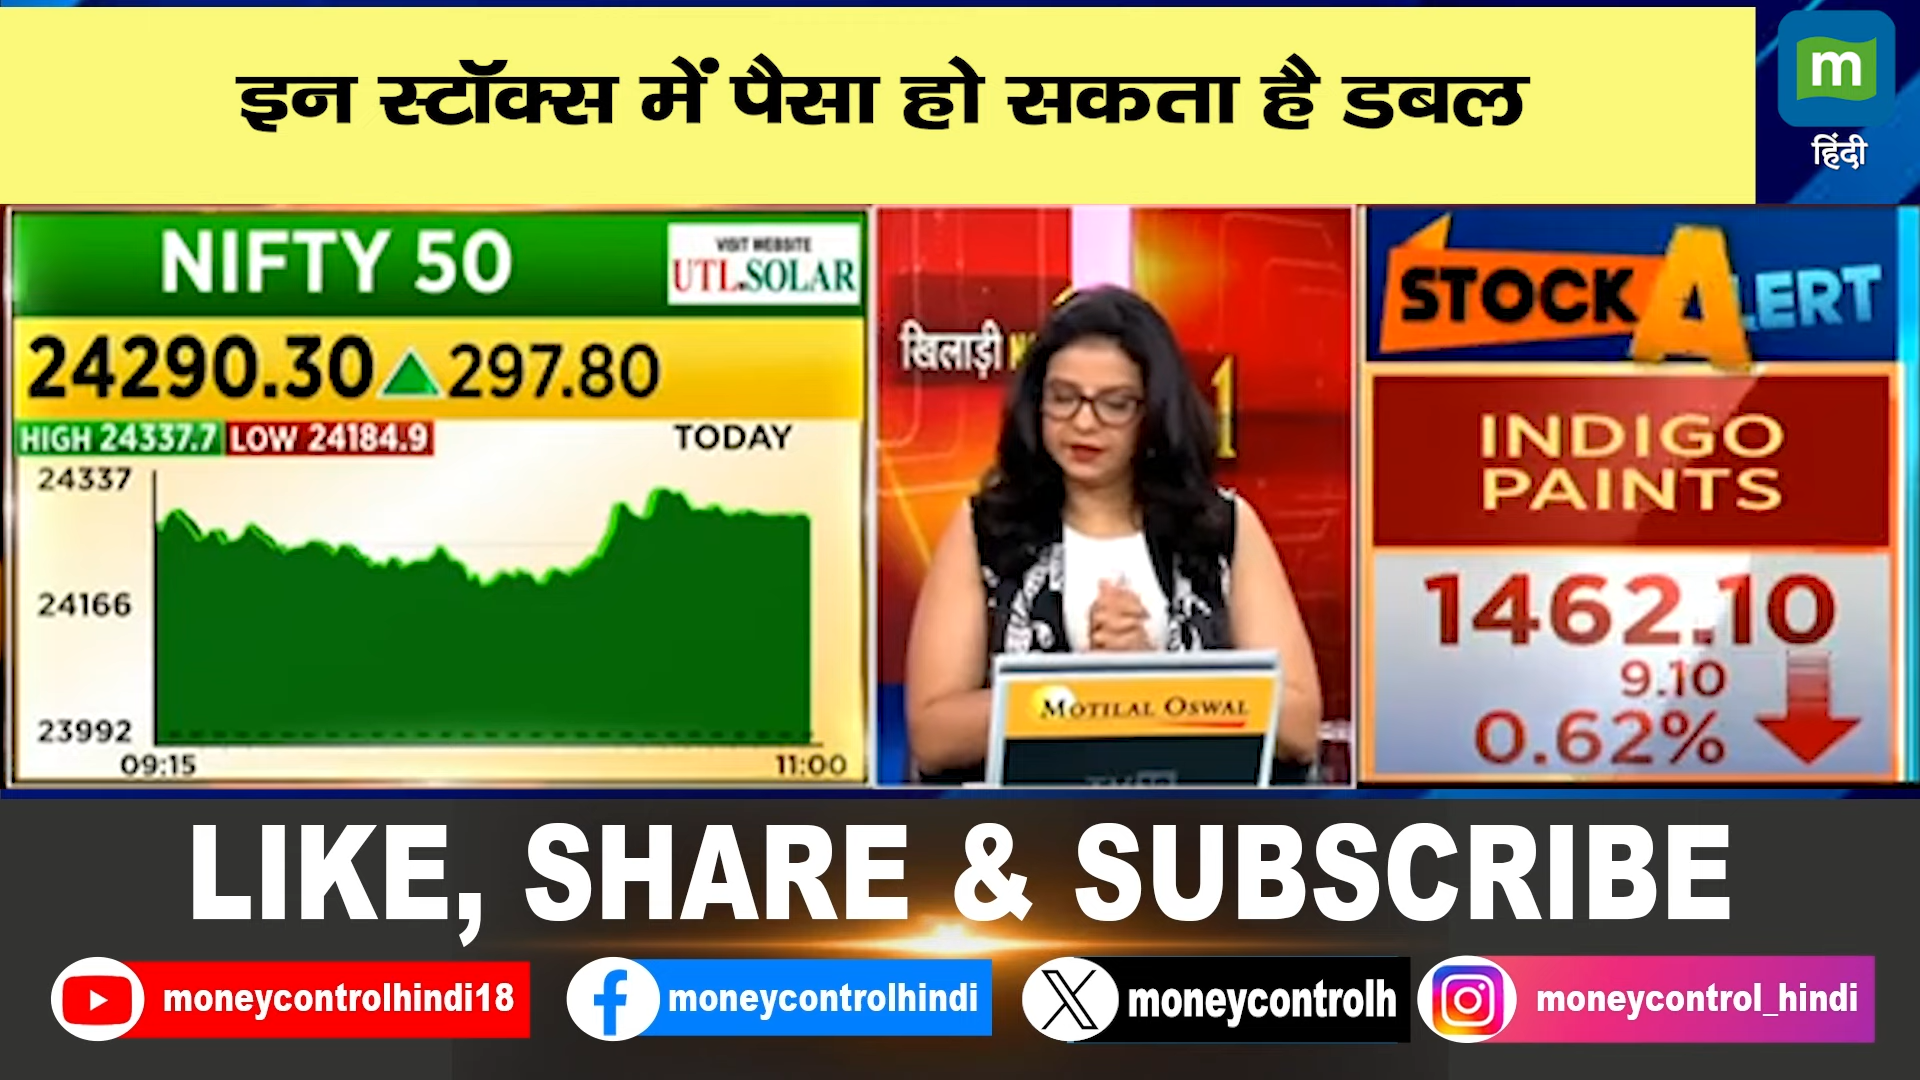 इन स्टॉक्स में पैसा हो सकता है डबल
m
हिंदी
NIFTY 50
VISIT WEBSITE
UTL.SOLAR
24290.30 297.80
HIGH 24337.7 LOW 24184.9
TODAY
24337
24166
23992
09:15
11:00
खिलाड़ी
1
MOTILAL OSWAL
STOCK ALERT
INDIGO
PAINTS
1462.10
9.10
0.62%
LIKE, SHARE & SUBSCRIBE
moneycontrolhindi18
moneycontrolhindi
moneycontrolh
moneycontrol_hindi